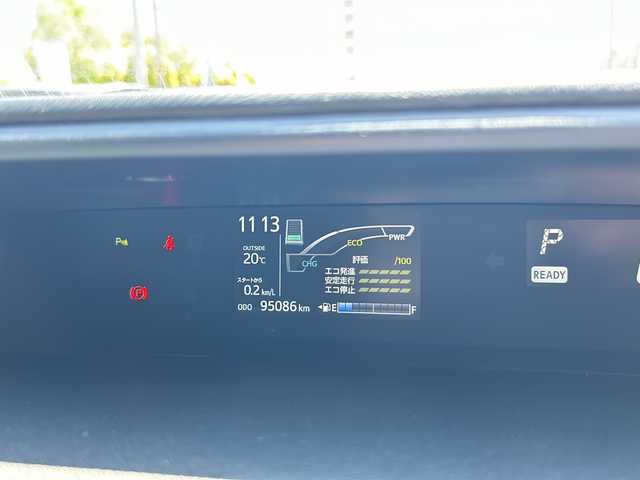 11 13
OUTSIDE
20℃
スタートから
0.2 km/L
ODO 95086 km
CHG
ECO
PWR
評価 /100
エコ発進
安定走行
エコ停止
E F
P
P
P
READY